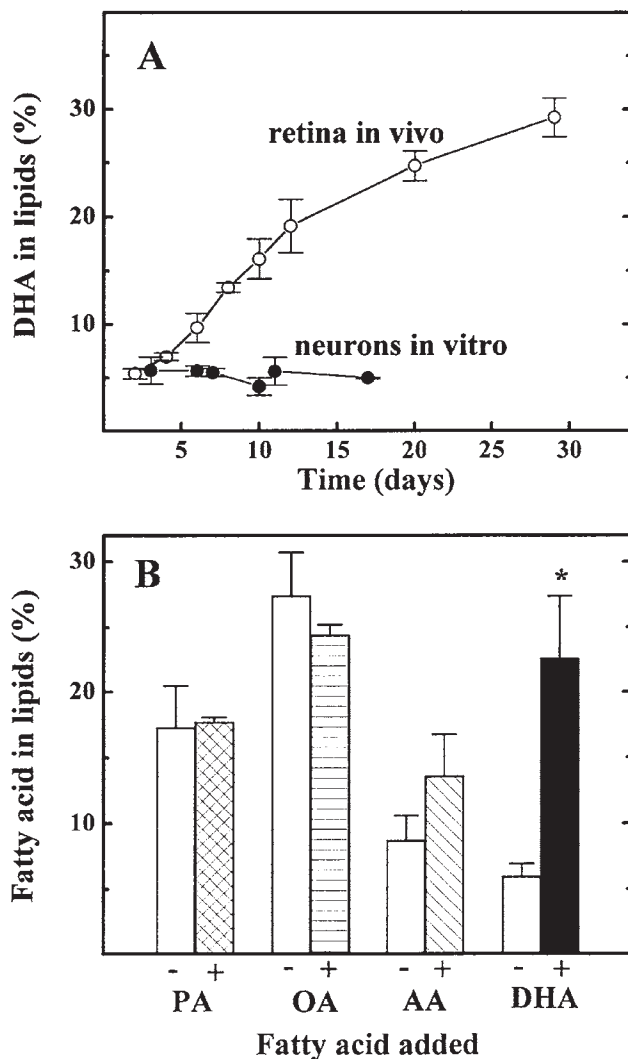 A
DHA in lipids (%)
30
20
10
retina in vivo
neurons in vitro
5 10 15 20 25 30
Time (days)
B
Fatty acid in lipids (%)
30
20
10
*
- + - + - + - +
PA OA AA DHA
Fatty acid added